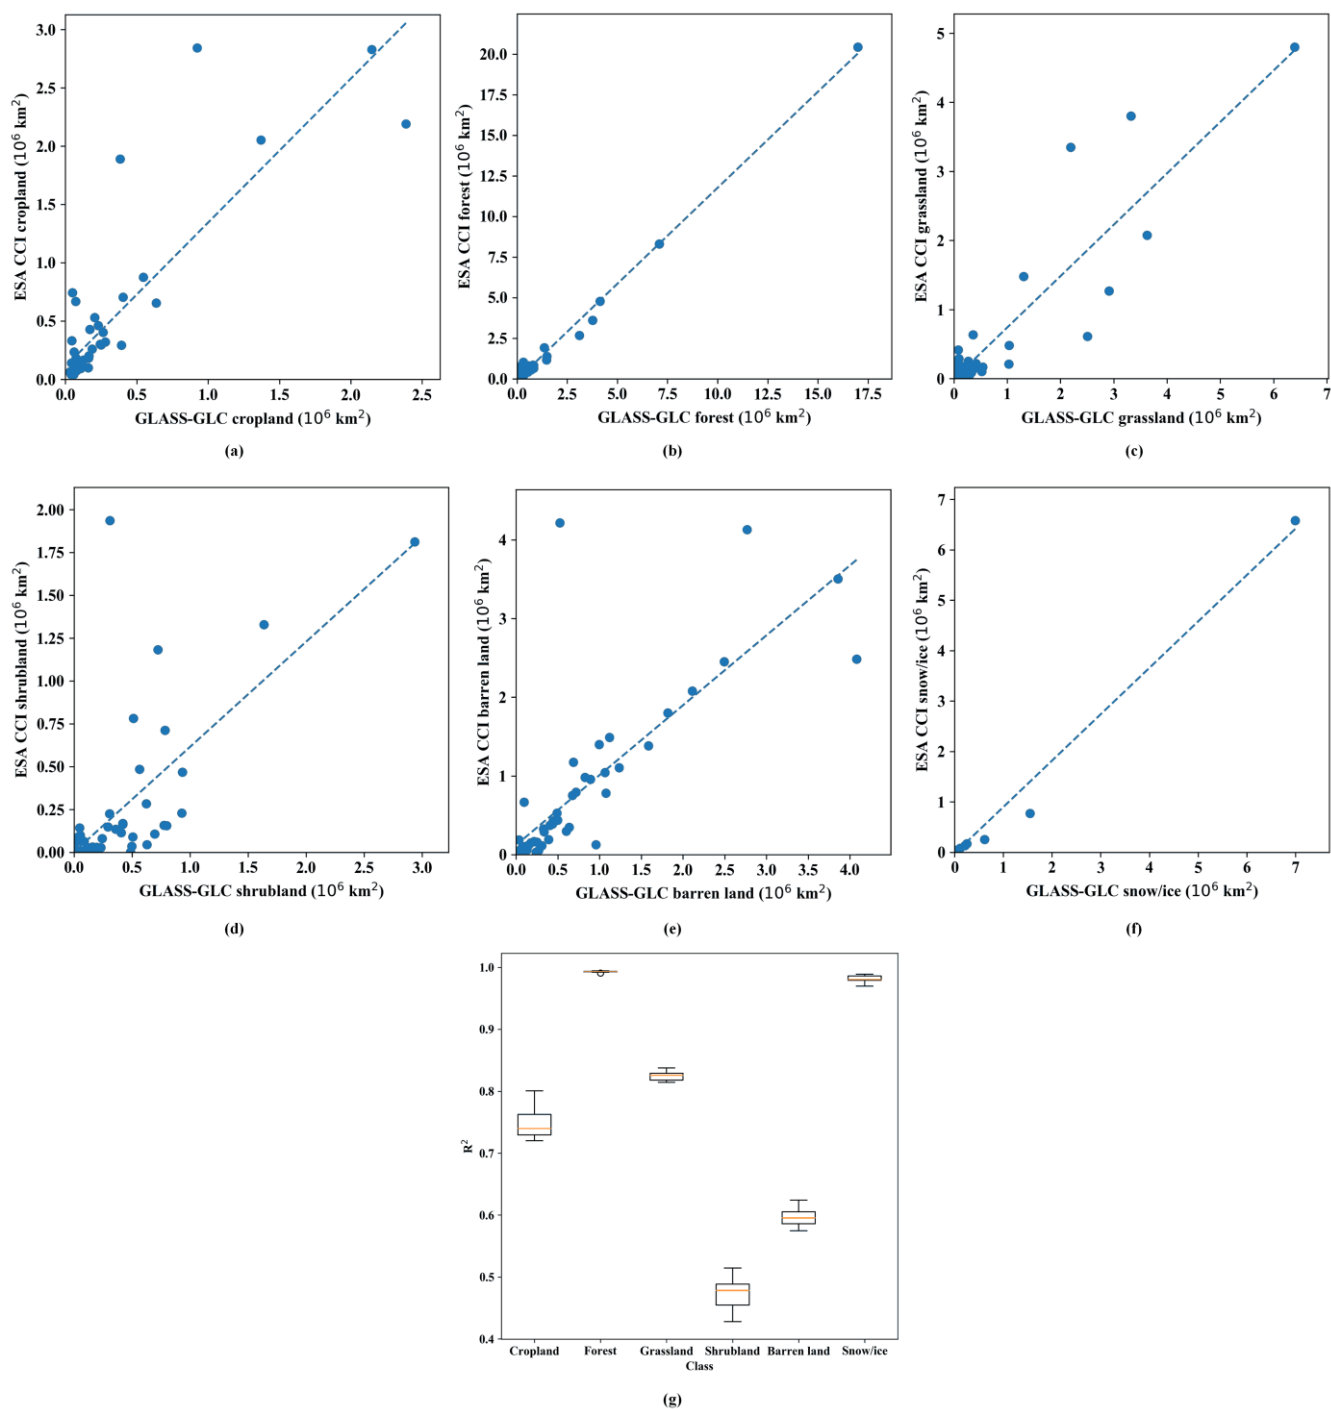 3.0
2.5
2.0
1.5
1.0
0.5
0.0
ESA CCI cropland (10⁶ km²)
0.0 0.5 1.0 1.5 2.0 2.5
GLASS-GLC cropland (10⁶ km²)
(a)
20.0
17.5
15.0
12.5
10.0
7.5
5.0
2.5
0.0
ESA CCI forest (10⁶ km²)
0.0 2.5 5.0 7.5 10.0 12.5 15.0 17.5
GLASS-GLC forest (10⁶ km²)
(b)
5
4
3
2
1
0
ESA CCI grassland (10⁶ km²)
0 1 2 3 4 5 6 7
GLASS-GLC grassland (10⁶ km²)
(c)
2.00
1.75
1.50
1.25
1.00
0.75
0.50
0.25
0.00
ESA CCI shrubland (10⁶ km²)
0.0 0.5 1.0 1.5 2.0 2.5 3.0
GLASS-GLC shrubland (10⁶ km²)
(d)
4
3
2
1
0
ESA CCI barren land (10⁶ km²)
0.0 0.5 1.0 1.5 2.0 2.5 3.0 3.5 4.0
GLASS-GLC barren land (10⁶ km²)
(e)
7
6
5
4
3
2
1
0
ESA CCI snow/ice (10⁶ km²)
0 1 2 3 4 5 6 7
GLASS-GLC snow/ice (10⁶ km²)
(f)
1.0
0.9
0.8
0.7
0.6
0.5
0.4
R²
Cropland Forest Grassland Shrubland Barren land Snow/ice
Class
(g)